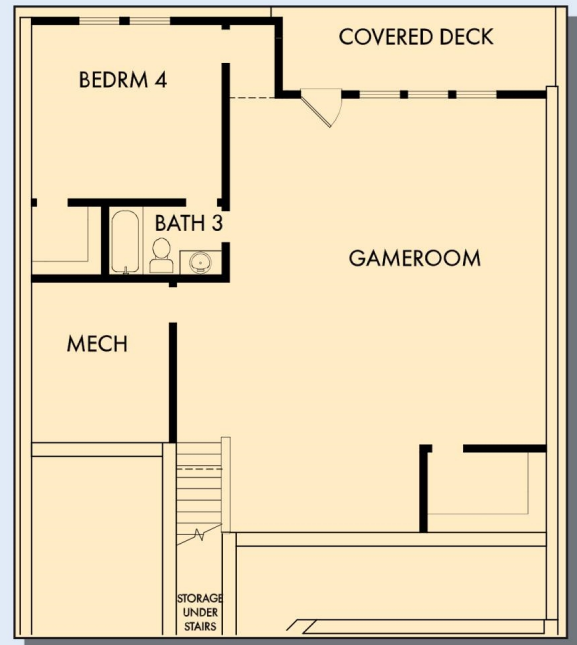 COVERED DECK
BEDRM 4
BATH 3
GAMEROOM
MECH
STORAGE
UNDER
STAIRS